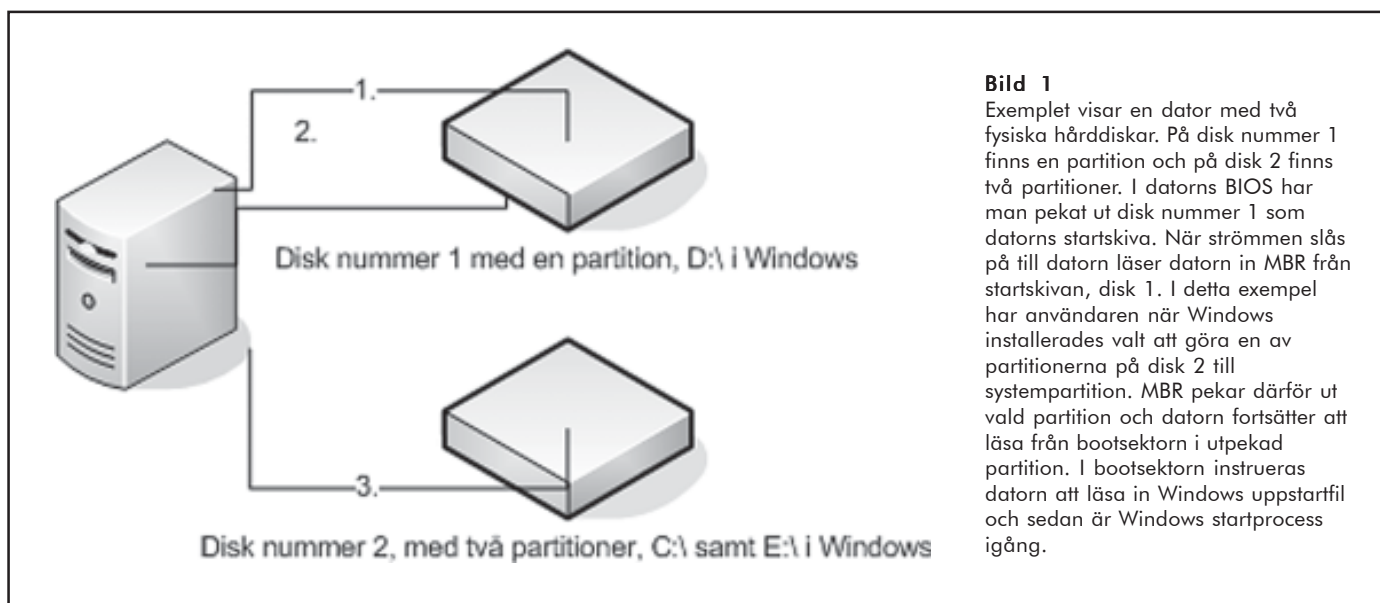 1.
2.
Disk nummer 1 med en partition, D:\ i Windows
3.
Disk nummer 2, med två partitioner, C:\ samt E:\ i Windows
Bild 1
Exemplet visar en dator med två
fysiska hårddiskar. På disk nummer 1
finns en partition och på disk 2 finns
två partitioner. I datorns BIOS har
man pekat ut disk nummer 1 som
datorns startskiva. När strömmen slås
på till datorn läser datorn in MBR från
startskivan, disk 1. I detta exempel
har användaren när Windows
installerades valt att göra en av
partitionerna på disk 2 till
systempartition. MBR pekar därför ut
vald partition och datorn fortsätter att
läsa från bootsektorn i utpekad
partition. I bootsektorn instrueras
datorn att läsa in Windows uppstartfil
och sedan är Windows startprocess
igång.